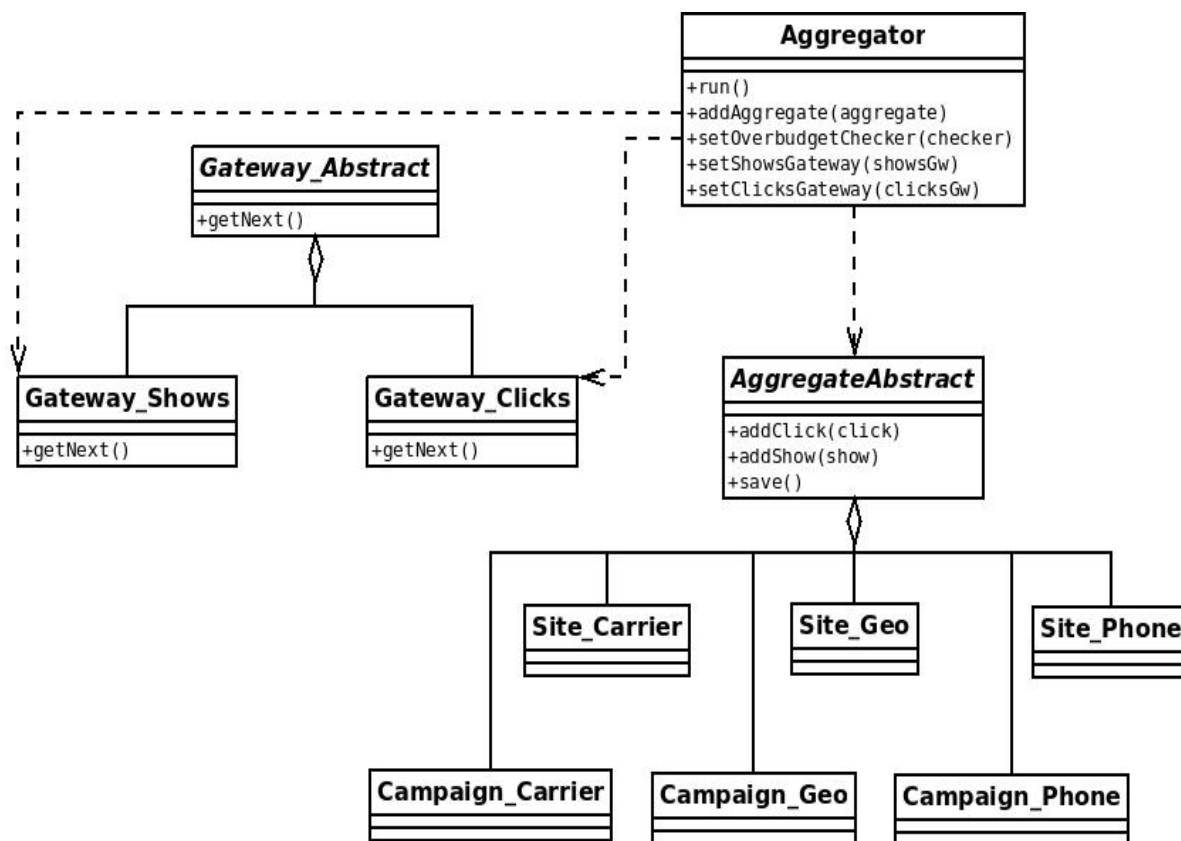 Aggregator
+run()
+addAggregate(aggregate)
+setOverbudgetChecker(checker)
+setShowsGateway(showsGw)
+setClicksGateway(clicksGw)
Gateway_Abstract
+getNext()
Gateway_Shows
+getNext()
Gateway_Clicks
+getNext()
AggregateAbstract
+addClick(click)
+addShow(show)
+save()
Site_Carrier
Site_Geo
Site_Phone
Campaign_Carrier
Campaign_Geo
Campaign_Phone